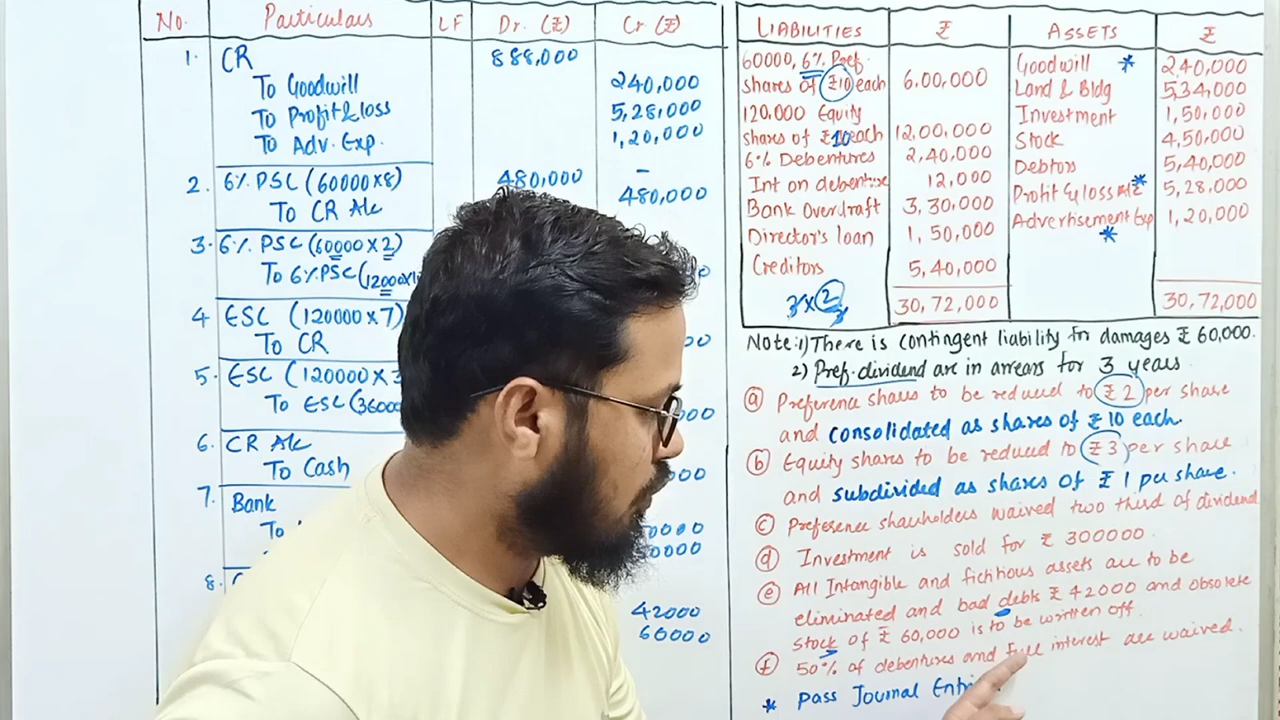 No. Particulars LF Dr. (₹) Cr (₹)
1. CR 888,000
To Goodwill 240,000
To Profit & loss 5,28,000
To Adv. Exp. 1,20,000
2. 6% PSC (60000x8) 480,000 -
To CR A/c 480,000
3. 6% PSC (60000 x 2)
To 6% PSC (12000x1
4 ESC (120000 x 7)
To CR 00
5. ESC (120000 x 3
To ESC (36000 00
6. CR A/c
To Cash 000
7. Bank
To 0000
0000
8.
42000
60000
LIABILITIES ₹ ASSETS ₹
60000, 6% Pref. Goodwill * 2,40,000
shares of ₹10 each 6,00,000 Land & Bldg 5,34,000
120,000 Equity Investment 1,50,000
shares of ₹10 each 12,00,000 Stock 4,50,000
6% Debentures 2,40,000 Debtors 5,40,000
Int on debenture 12,000 Profit & loss A/c * 5,28,000
Bank Overdraft 3,30,000 Advertisement Exp 1,20,000
Director's loan 1,50,000 *
Creditors 5,40,000
3x2
30,72,000 30,72,000
Note:1) There is contingent liability for damages ₹ 60,000.
2) Pref. dividend are in arrears for 3 years.
(a) Preference shares to be reduced to ₹ 2 per share
and consolidated as shares of ₹ 10 each.
(b) Equity shares to be reduced to ₹ 3 per share
and subdivided as shares of ₹ 1 per share.
(c) Preference shareholders waived two third of dividend
(d) Investment is sold for ₹ 300000.
(e) All Intangible and fictitious assets are to be
eliminated and bad debts ₹ 42000 and obsolete
stock of ₹ 60,000 is to be written off.
(f) 50% of debentures and full interest are waived.
* Pass Journal